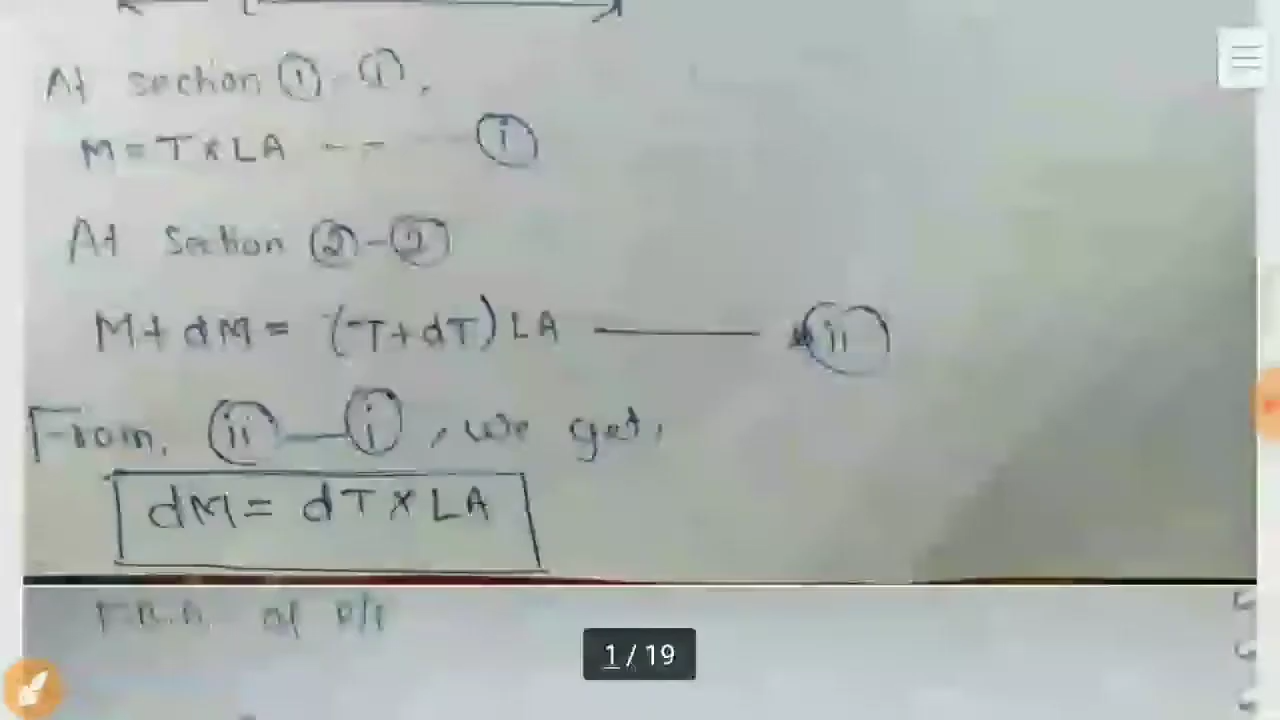 At section ①-①,
M = T × LA -- -- ⓘ
At section ②-②
M + dM = (T + dT) LA —— ⓘⓘ
From, ⓘⓘ — ⓘ, we get,
dM = dT × LA
F.B.D. of
1 / 19